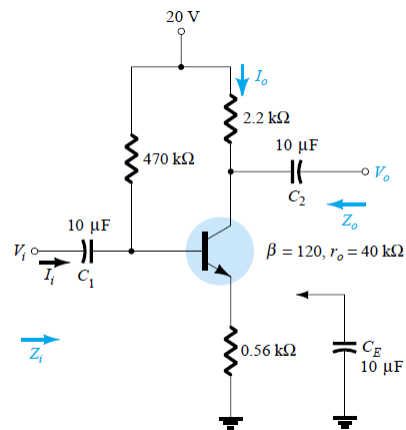 20 V
I_o
2.2 kΩ
10 μF
470 kΩ
V_o
C_2
10 μF
Z_o
V_i
β = 120, r_o = 40 kΩ
I_i
C_1
0.56 kΩ
C_E
Z_i
10 μF